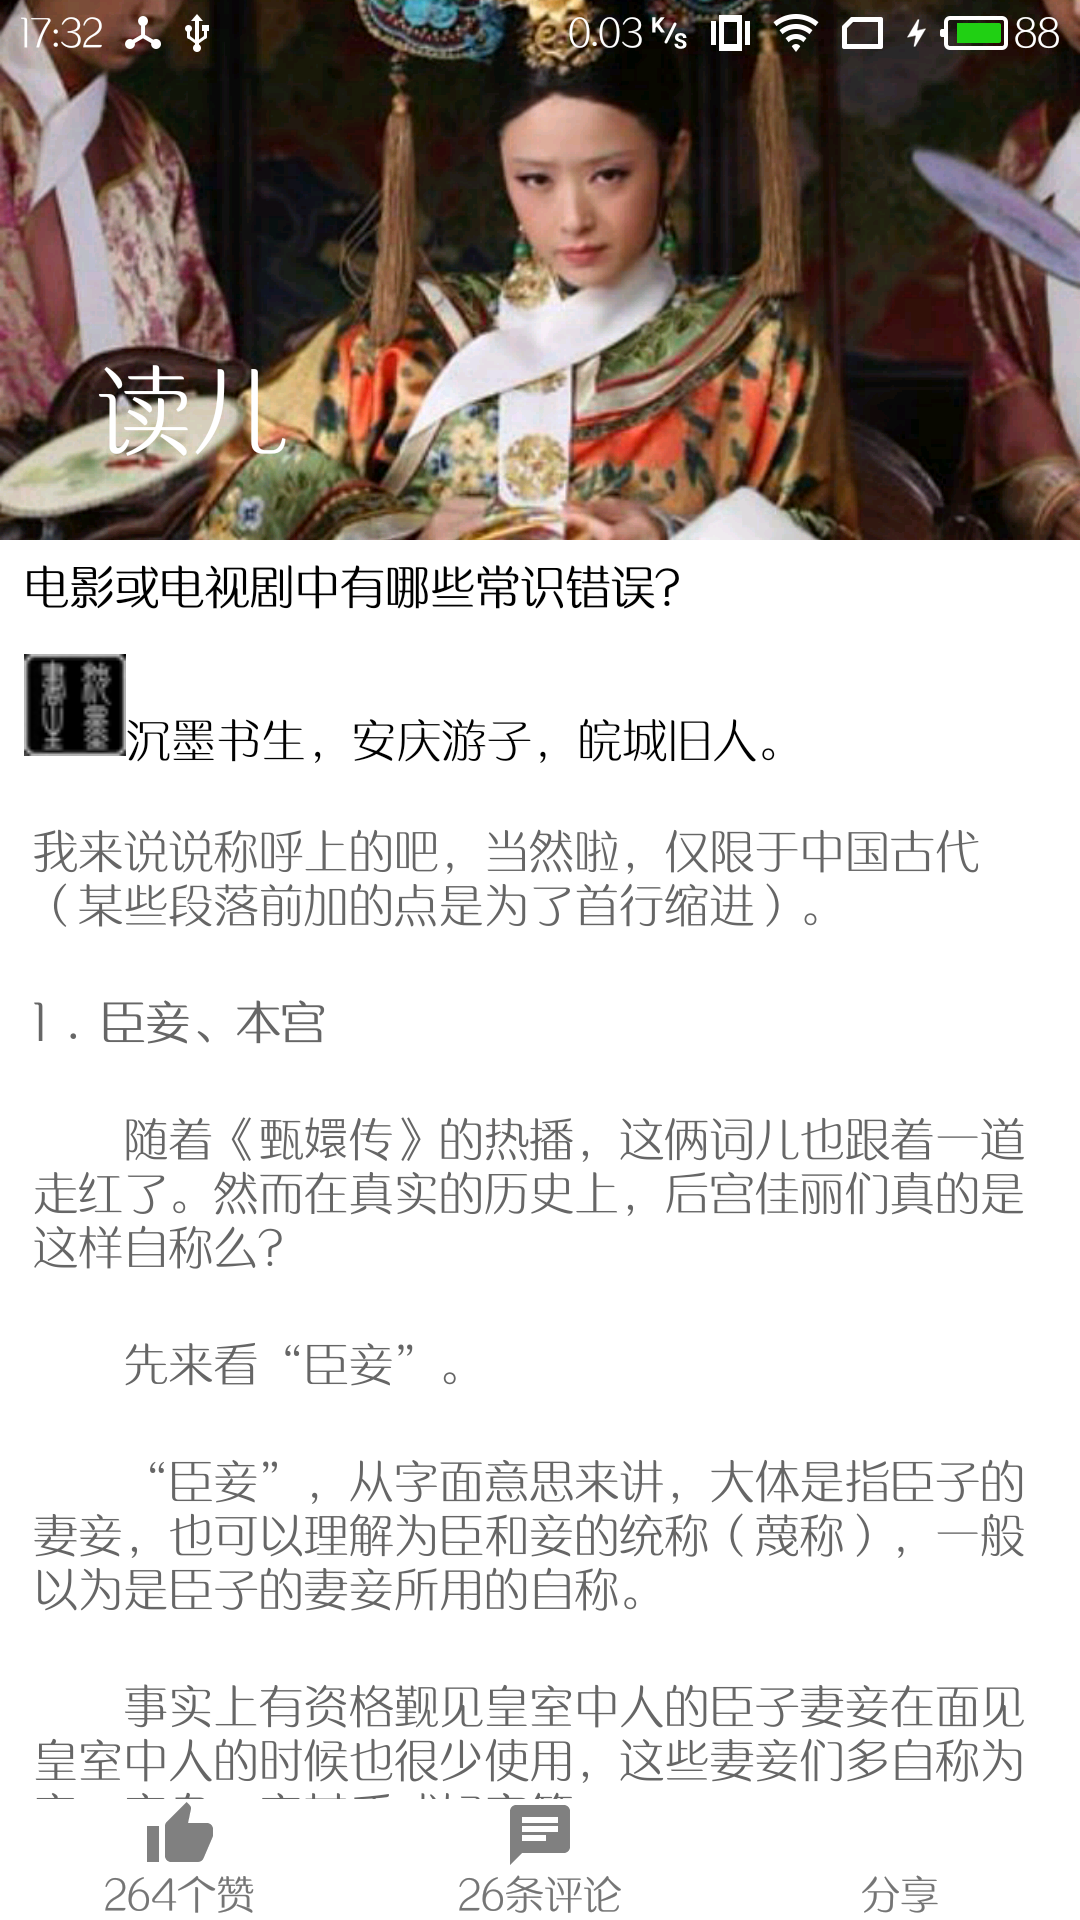 17:32
0.03 K/s
88
读儿
电影或电视剧中有哪些常识错误?
沉墨书生，安庆游子，皖城旧人。
我来说说称呼上的吧，当然啦，仅限于中国古代
（某些段落前加的点是为了首行缩进）。
1．臣妾、本宫
随着《甄嬛传》的热播，这俩词儿也跟着一道
走红了。然而在真实的历史上，后宫佳丽们真的是
这样自称么?
先来看“臣妾”。
“臣妾”，从字面意思来讲，大体是指臣子的
妻妾，也可以理解为臣和妾的统称（蔑称），一般
以为是臣子的妻妾所用的自称。
事实上有资格觐见皇室中人的臣子妻妾在面见
皇室中人的时候也很少使用，这些妻妾们多自称为
264个赞
26条评论
分享